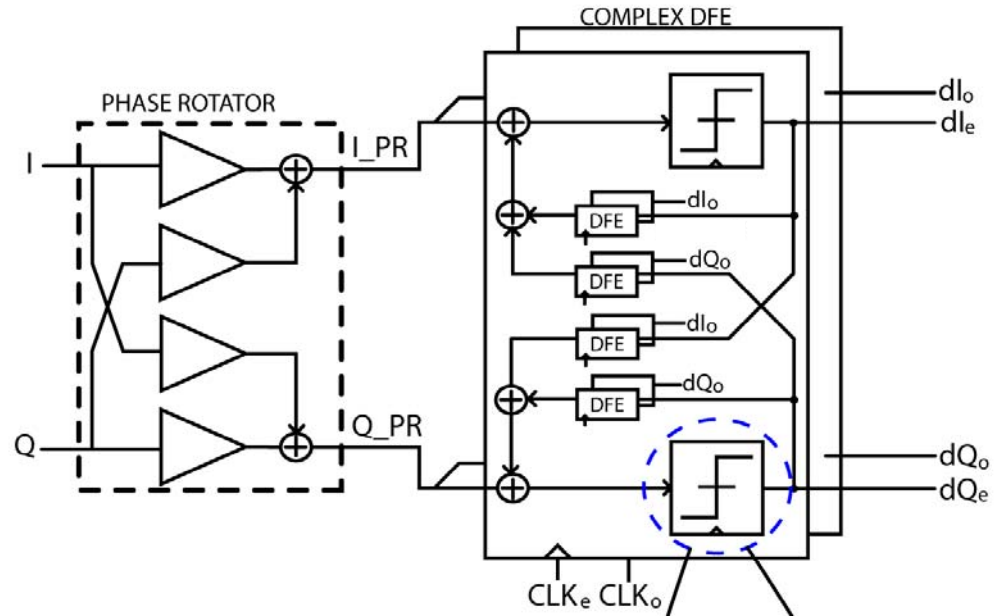 COMPLEX DFE
PHASE ROTATOR
I
I_PR
dIₒ
dIₑ
DFE
dIₒ
DFE
dQₒ
DFE
dIₒ
DFE
dQₒ
Q
Q_PR
dQₒ
dQₑ
CLKₑ CLKₒ